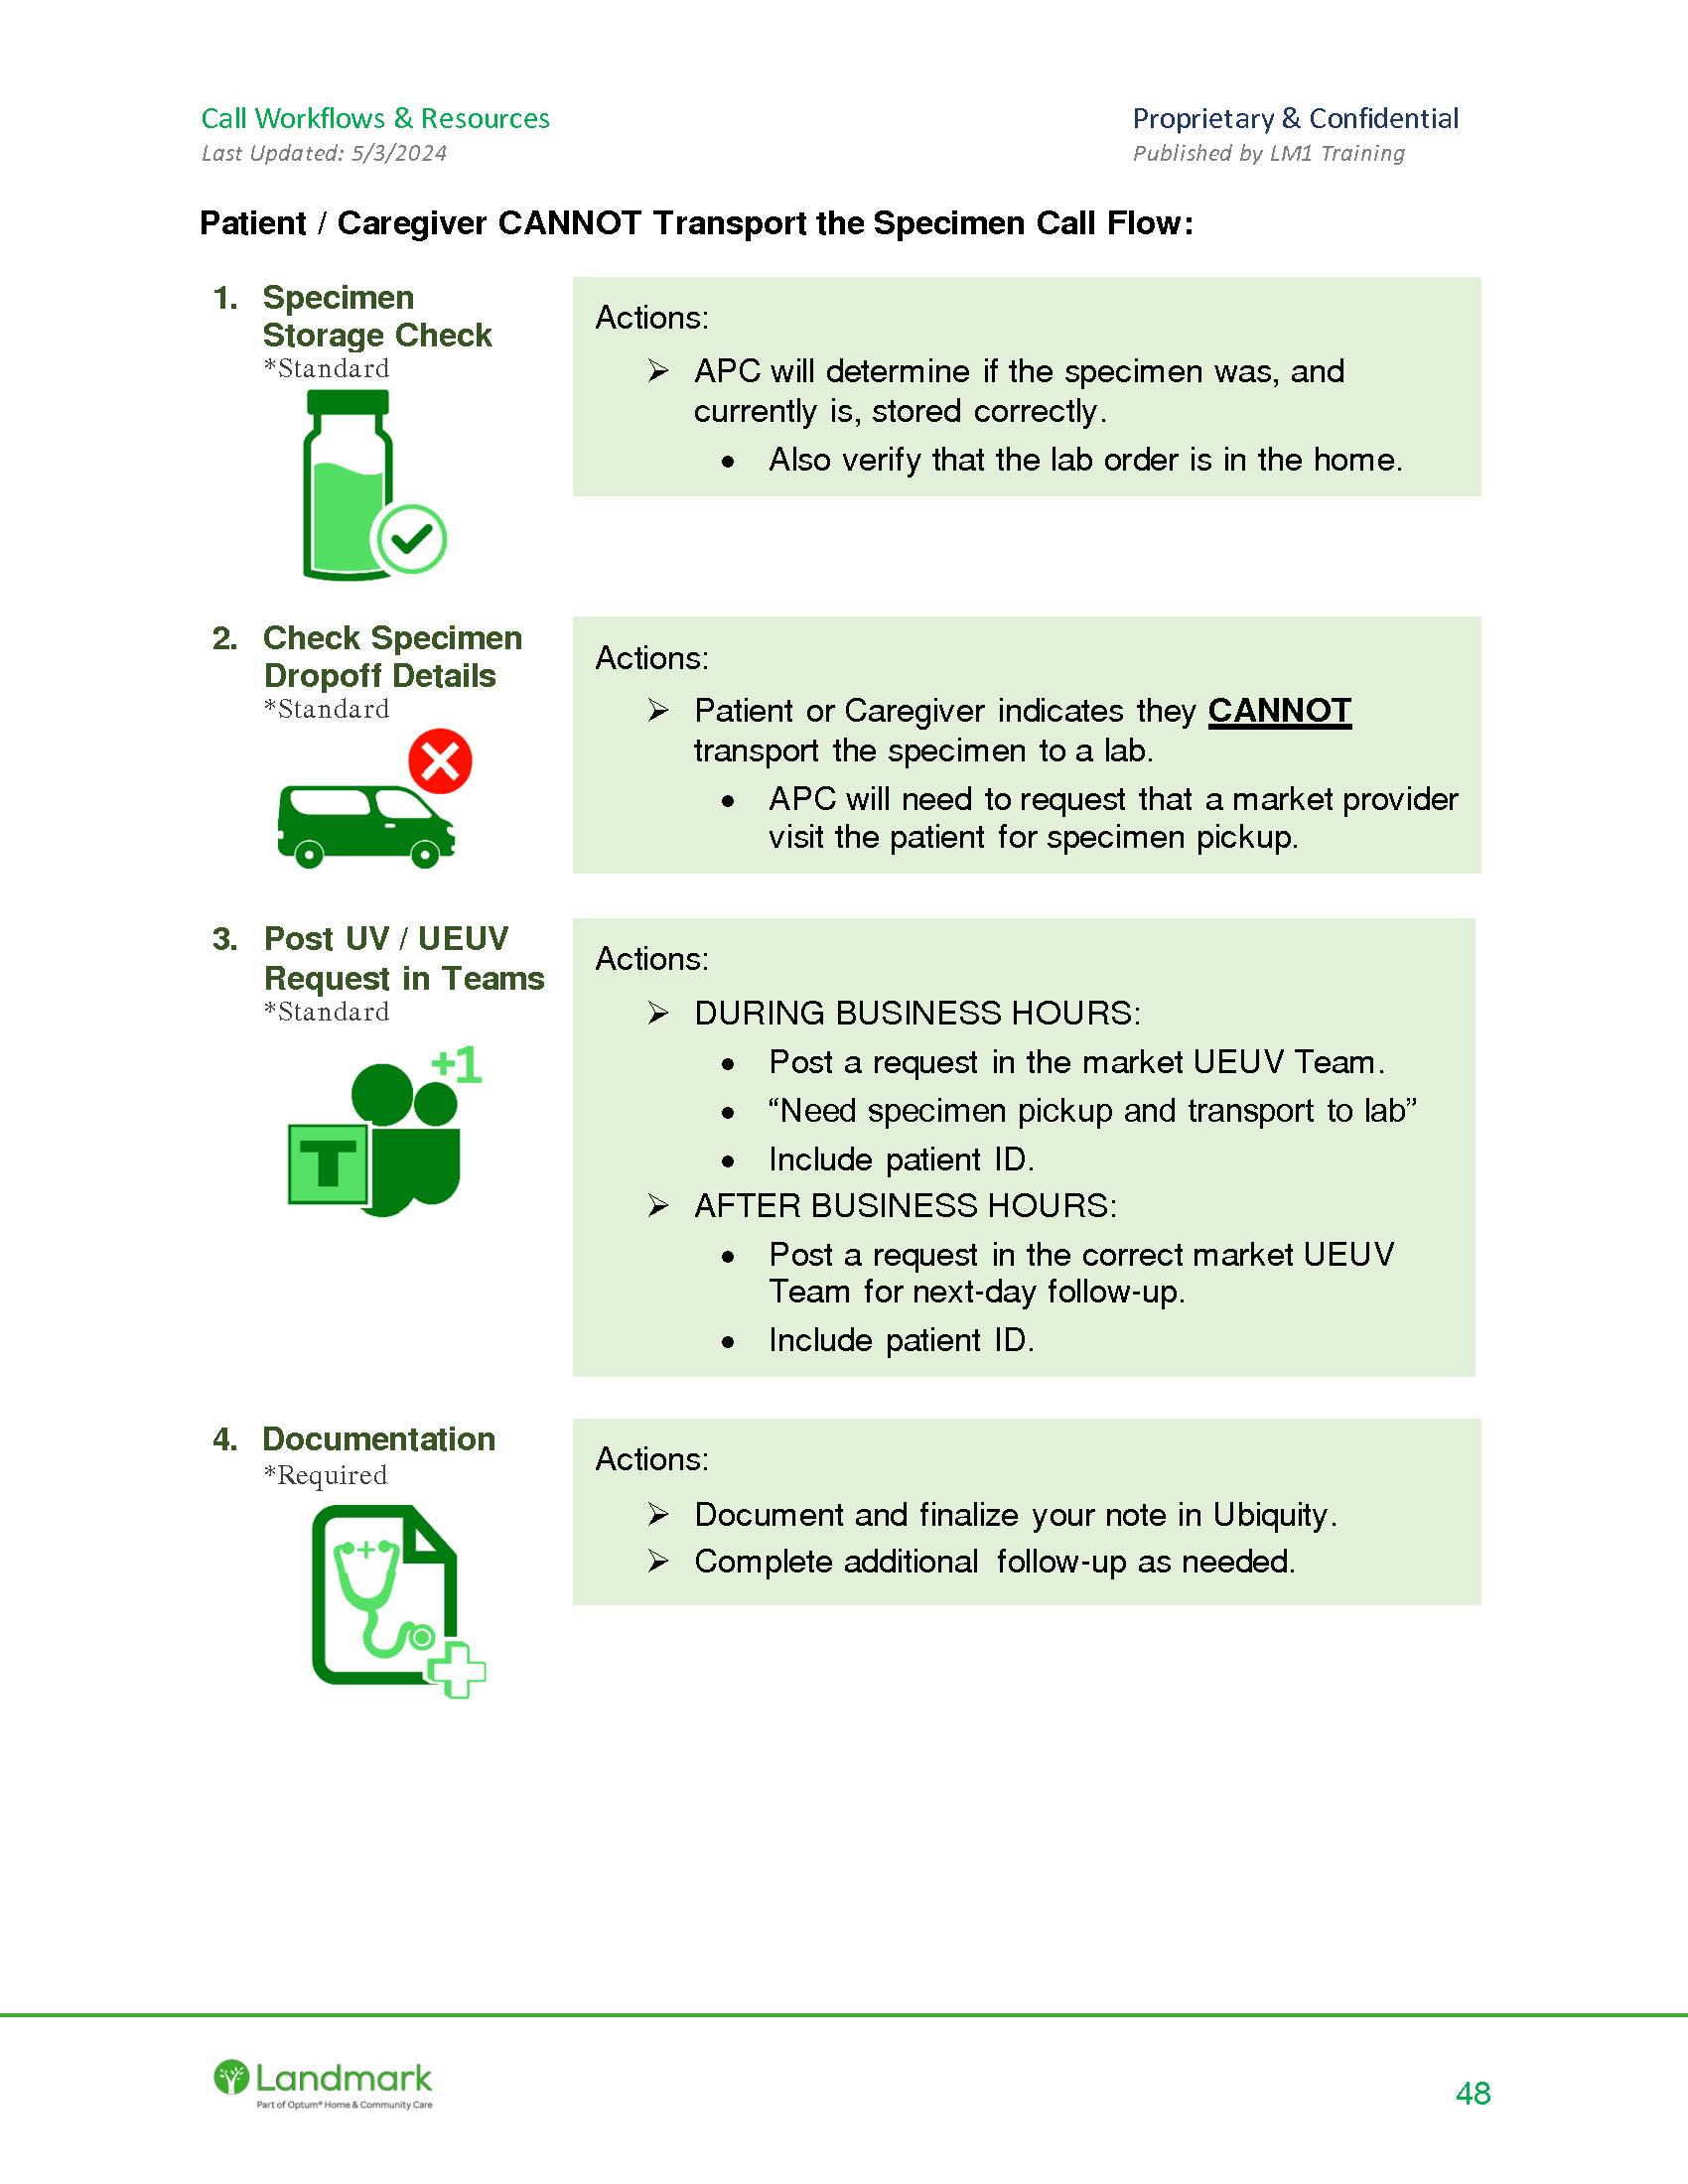 Call Workflows & Resources
Proprietary & Confidential
Last Updated: 5/3/2024
Published by LM1 Training
Patient / Caregiver CANNOT Transport the Specimen Call Flow:
1. Specimen
Storage Check
*Standard
Actions:
➢ APC will determine if the specimen was, and
currently is, stored correctly.
• Also verify that the lab order is in the home.
2. Check Specimen
Dropoff Details
*Standard
Actions:
➢ Patient or Caregiver indicates they CANNOT
transport the specimen to a lab.
• APC will need to request that a market provider
visit the patient for specimen pickup.
3. Post UV / UEUV
Request in Teams
*Standard
+1
T
Actions:
➢ DURING BUSINESS HOURS:
• Post a request in the market UEUV Team.
• “Need specimen pickup and transport to lab”
• Include patient ID.
➢ AFTER BUSINESS HOURS:
• Post a request in the correct market UEUV
Team for next-day follow-up.
• Include patient ID.
4. Documentation
*Required
Actions:
➢ Document and finalize your note in Ubiquity.
➢ Complete additional follow-up as needed.
Landmark
Part of Optum® Home & Community Care
48